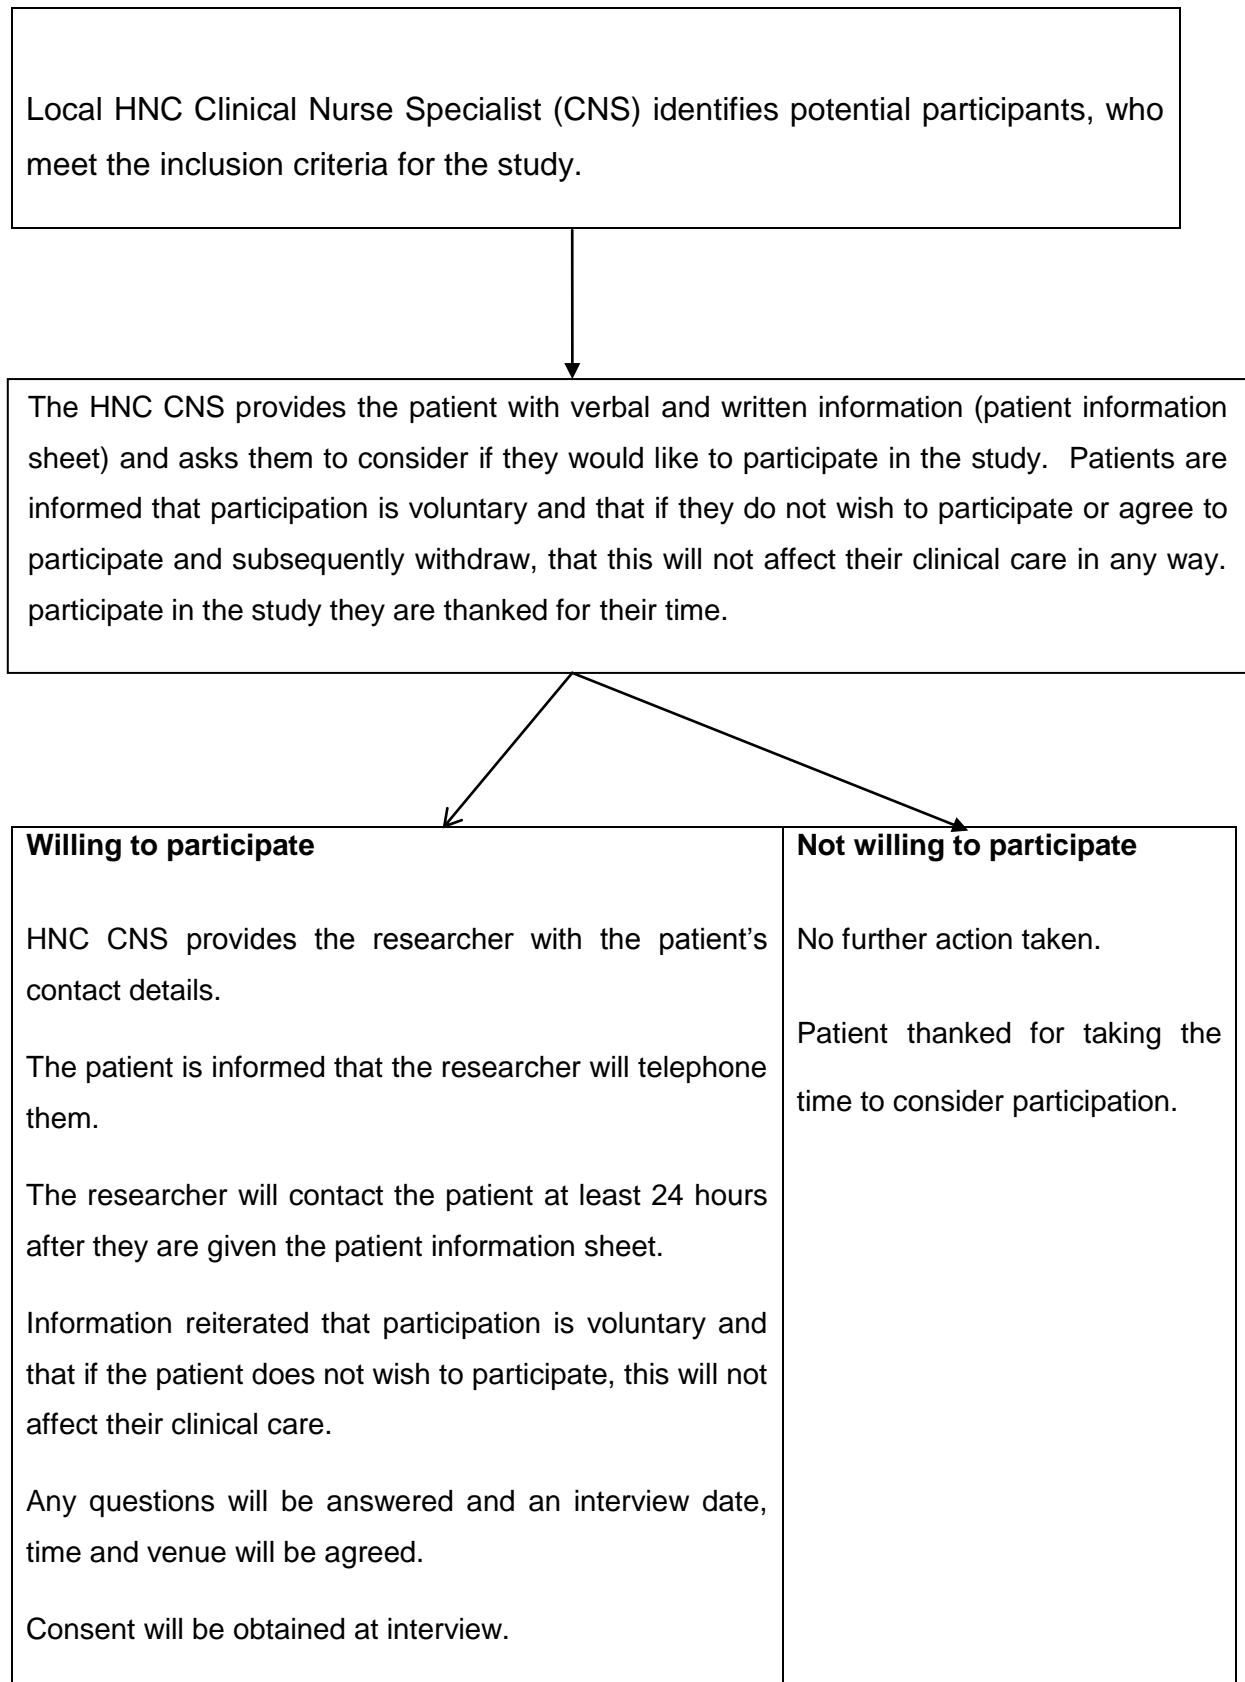 Local HNC Clinical Nurse Specialist (CNS) identifies potential participants, who
meet the inclusion criteria for the study.
The HNC CNS provides the patient with verbal and written information (patient information
sheet) and asks them to consider if they would like to participate in the study.  Patients are
informed that participation is voluntary and that if they do not wish to participate or agree to
participate and subsequently withdraw, that this will not affect their clinical care in any way.
participate in the study they are thanked for their time.
Willing to participate
HNC CNS provides the researcher with the patient’s
contact details.
The patient is informed that the researcher will telephone
them.
The researcher will contact the patient at least 24 hours
after they are given the patient information sheet.
Information reiterated that participation is voluntary and
that if the patient does not wish to participate, this will not
affect their clinical care.
Any questions will be answered and an interview date,
time and venue will be agreed.
Consent will be obtained at interview.
Not willing to participate
No further action taken.
Patient thanked for taking the
time to consider participation.